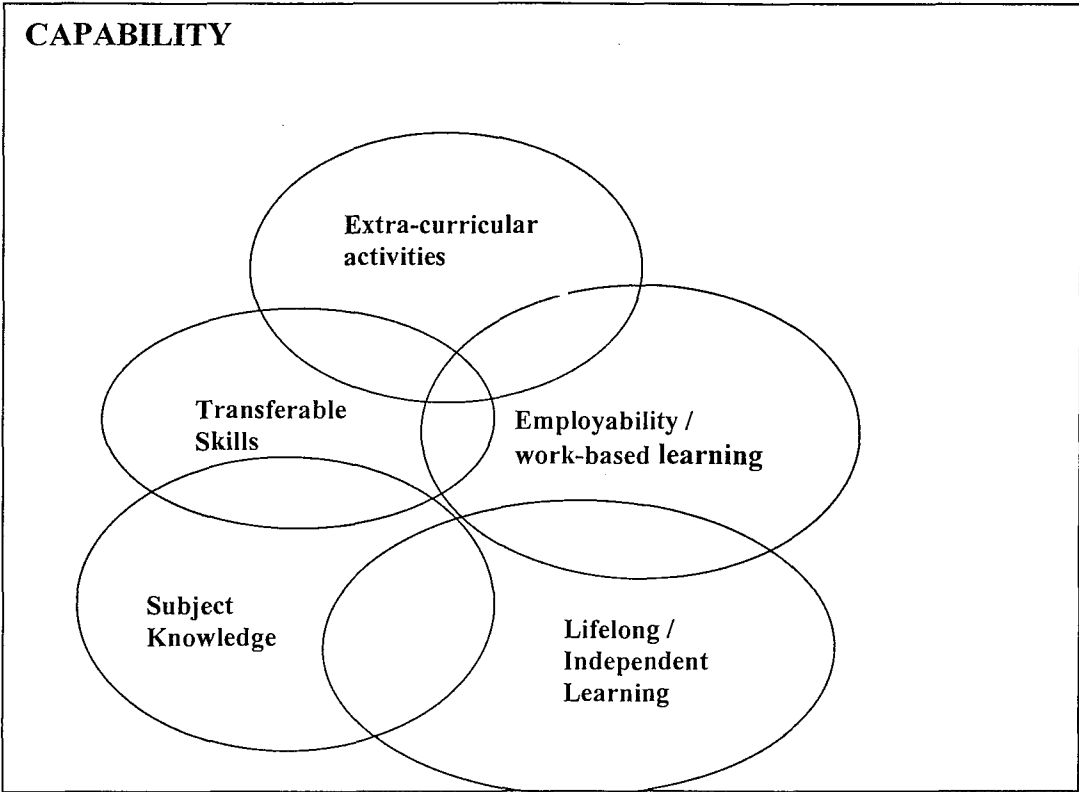 CAPABILITY
Extra-curricular
activities
Transferable
Skills
Employability /
work-based learning
Subject
Knowledge
Lifelong /
Independent
Learning